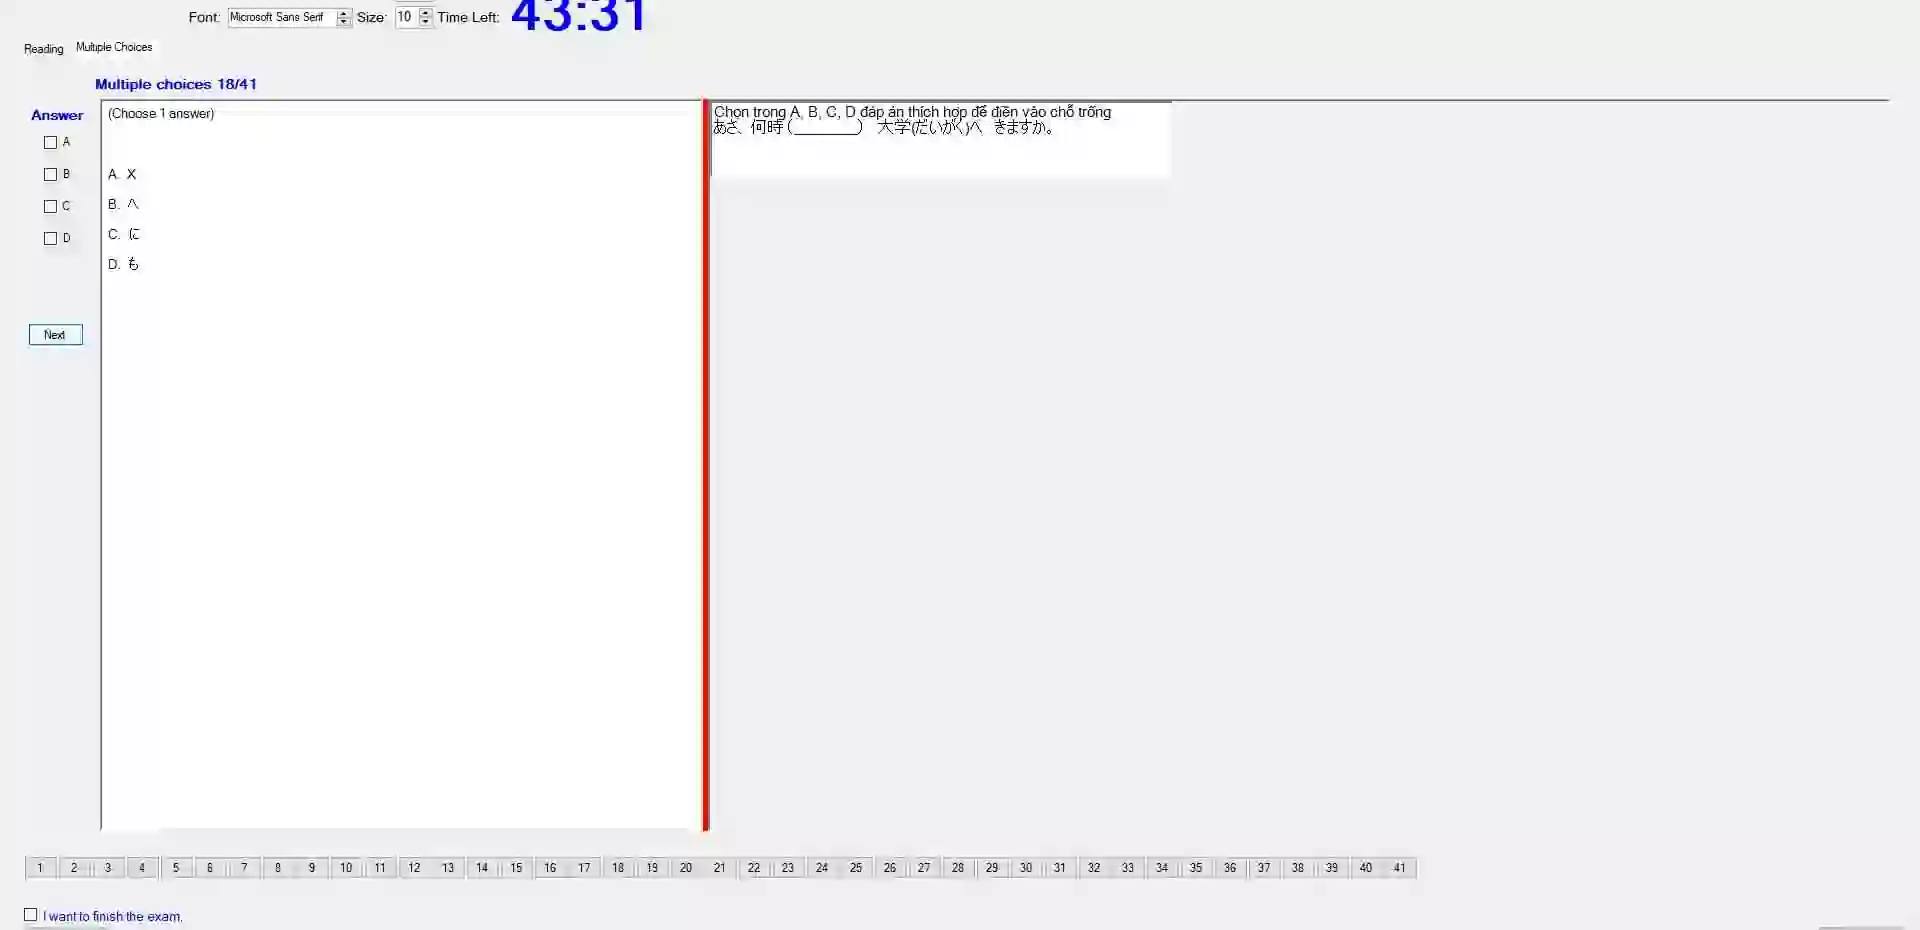 Font: Microsoft Sans Serif Size: 10 Time Left: 43:31
Reading Multiple Choices
Multiple choices 18/41
Answer
A
B
C
D
Next
(Choose 1 answer)
A. X
B. へ
C. に
D. も
Chọn trong A, B, C, D đáp án thích hợp để điền vào chỗ trống
あさ、何時(________) 大学(だいがく)へ きますか。
1 2 3 4 5 6 7 8 9 10 11 12 13 14 15 16 17 18 19 20 21 22 23 24 25 26 27 28 29 30 31 32 33 34 35 36 37 38 39 40 41
I want to finish the exam.